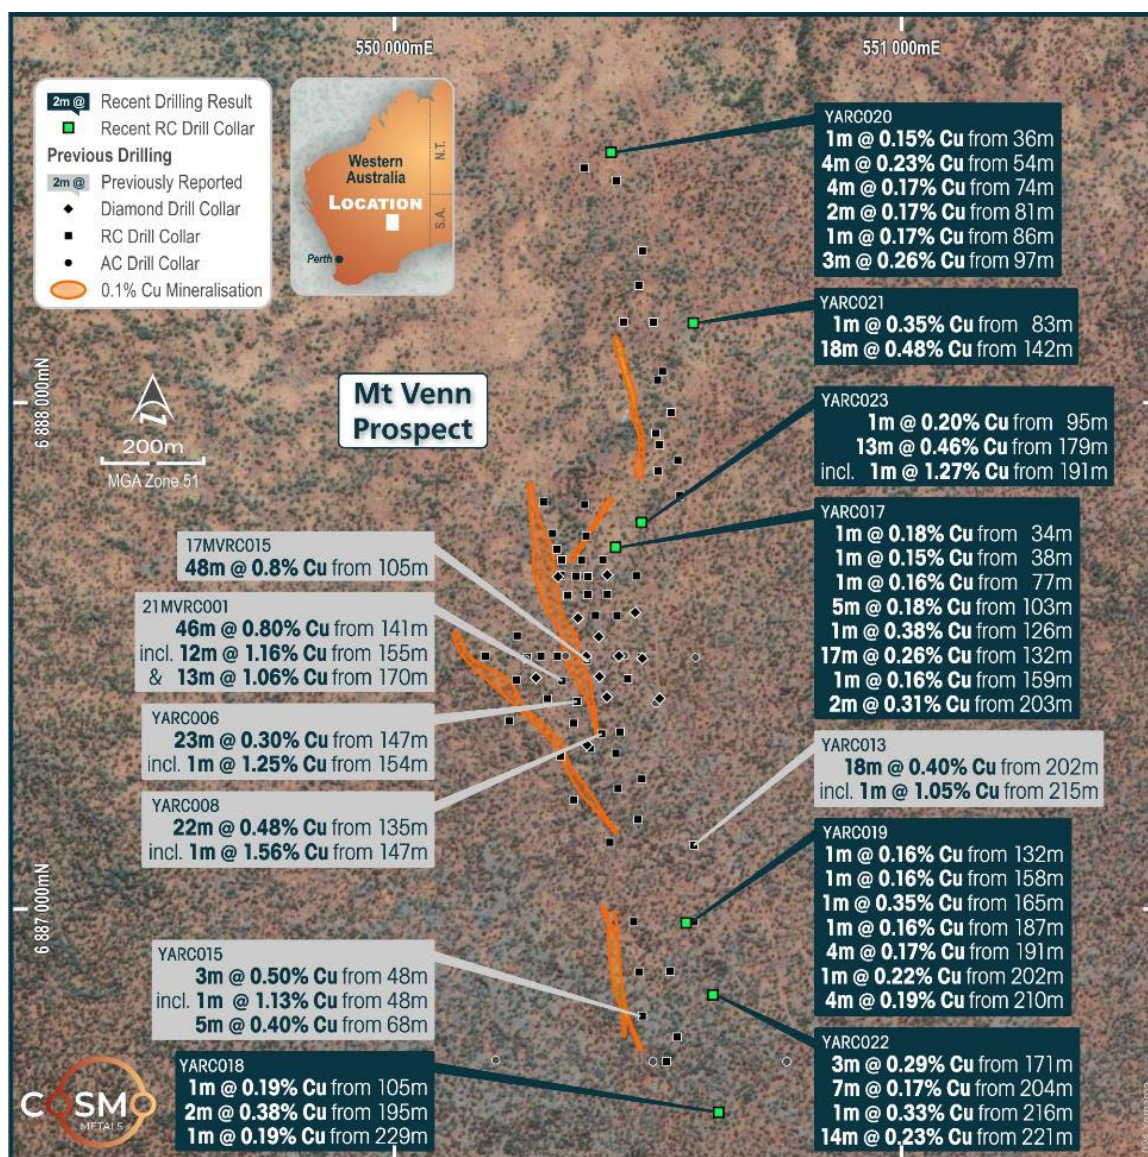 550 000mE
551 000mE
2m @ Recent Drilling Result
Recent RC Drill Collar
Previous Drilling
2m @ Previously Reported
Diamond Drill Collar
RC Drill Collar
AC Drill Collar
0.1% Cu Mineralisation
Western
Australia
LOCATION
N.T.
S.A.
Perth
6 888 000mN
200m
MGA Zone 51
Mt Venn
Prospect
YARC020
1m @ 0.15% Cu from 36m
4m @ 0.23% Cu from 54m
4m @ 0.17% Cu from 74m
2m @ 0.17% Cu from 81m
1m @ 0.17% Cu from 86m
3m @ 0.26% Cu from 97m
YARC021
1m @ 0.35% Cu from 83m
18m @ 0.48% Cu from 142m
YARC023
1m @ 0.20% Cu from 95m
13m @ 0.46% Cu from 179m
incl. 1m @ 1.27% Cu from 191m
YARC017
1m @ 0.18% Cu from 34m
1m @ 0.15% Cu from 38m
1m @ 0.16% Cu from 77m
5m @ 0.18% Cu from 103m
1m @ 0.38% Cu from 126m
17m @ 0.26% Cu from 132m
1m @ 0.16% Cu from 159m
2m @ 0.31% Cu from 203m
17MVRC015
48m @ 0.8% Cu from 105m
21MVRC001
46m @ 0.80% Cu from 141m
incl. 12m @ 1.16% Cu from 155m
& 13m @ 1.06% Cu from 170m
YARC006
23m @ 0.30% Cu from 147m
incl. 1m @ 1.25% Cu from 154m
YARC008
22m @ 0.48% Cu from 135m
incl. 1m @ 1.56% Cu from 147m
YARC013
18m @ 0.40% Cu from 202m
incl. 1m @ 1.05% Cu from 215m
YARC019
1m @ 0.16% Cu from 132m
1m @ 0.16% Cu from 158m
1m @ 0.35% Cu from 165m
1m @ 0.16% Cu from 187m
4m @ 0.17% Cu from 191m
1m @ 0.22% Cu from 202m
4m @ 0.19% Cu from 210m
6 887 000mN
YARC015
3m @ 0.50% Cu from 48m
incl. 1m @ 1.13% Cu from 48m
5m @ 0.40% Cu from 68m
YARC022
3m @ 0.29% Cu from 171m
7m @ 0.17% Cu from 204m
1m @ 0.33% Cu from 216m
14m @ 0.23% Cu from 221m
YARC018
1m @ 0.19% Cu from 105m
2m @ 0.38% Cu from 195m
1m @ 0.19% Cu from 229m
COSMO
METALS